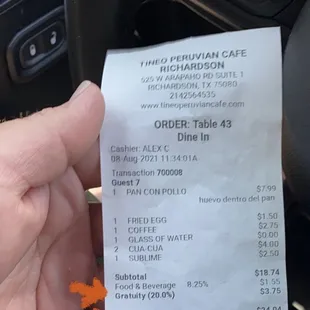 TINEO PERUVIAN CAFE
RICHARDSON
525 W ARAPAHO RD SUITE 1
RICHARDSON, TX 75080
2142564535
www.tineoperuviancafe.com
ORDER: Table 43
Dine In
Cashier: ALEX C
08-Aug 2021 11:34:01A
Transaction 700008
Guest 7
1 PAN CON POLLO $7.99
huevo dentro del pan
1 FRIED EGG $1.50
1 COFFEE $2.75
1 GLASS OF WATER $0.00
2 CUA-CUA $4.00
1 SUBLIME $2.50
Subtotal $18.74
Food & Beverage 8.25% $1.55
Gratuity (20.0%) $3.75